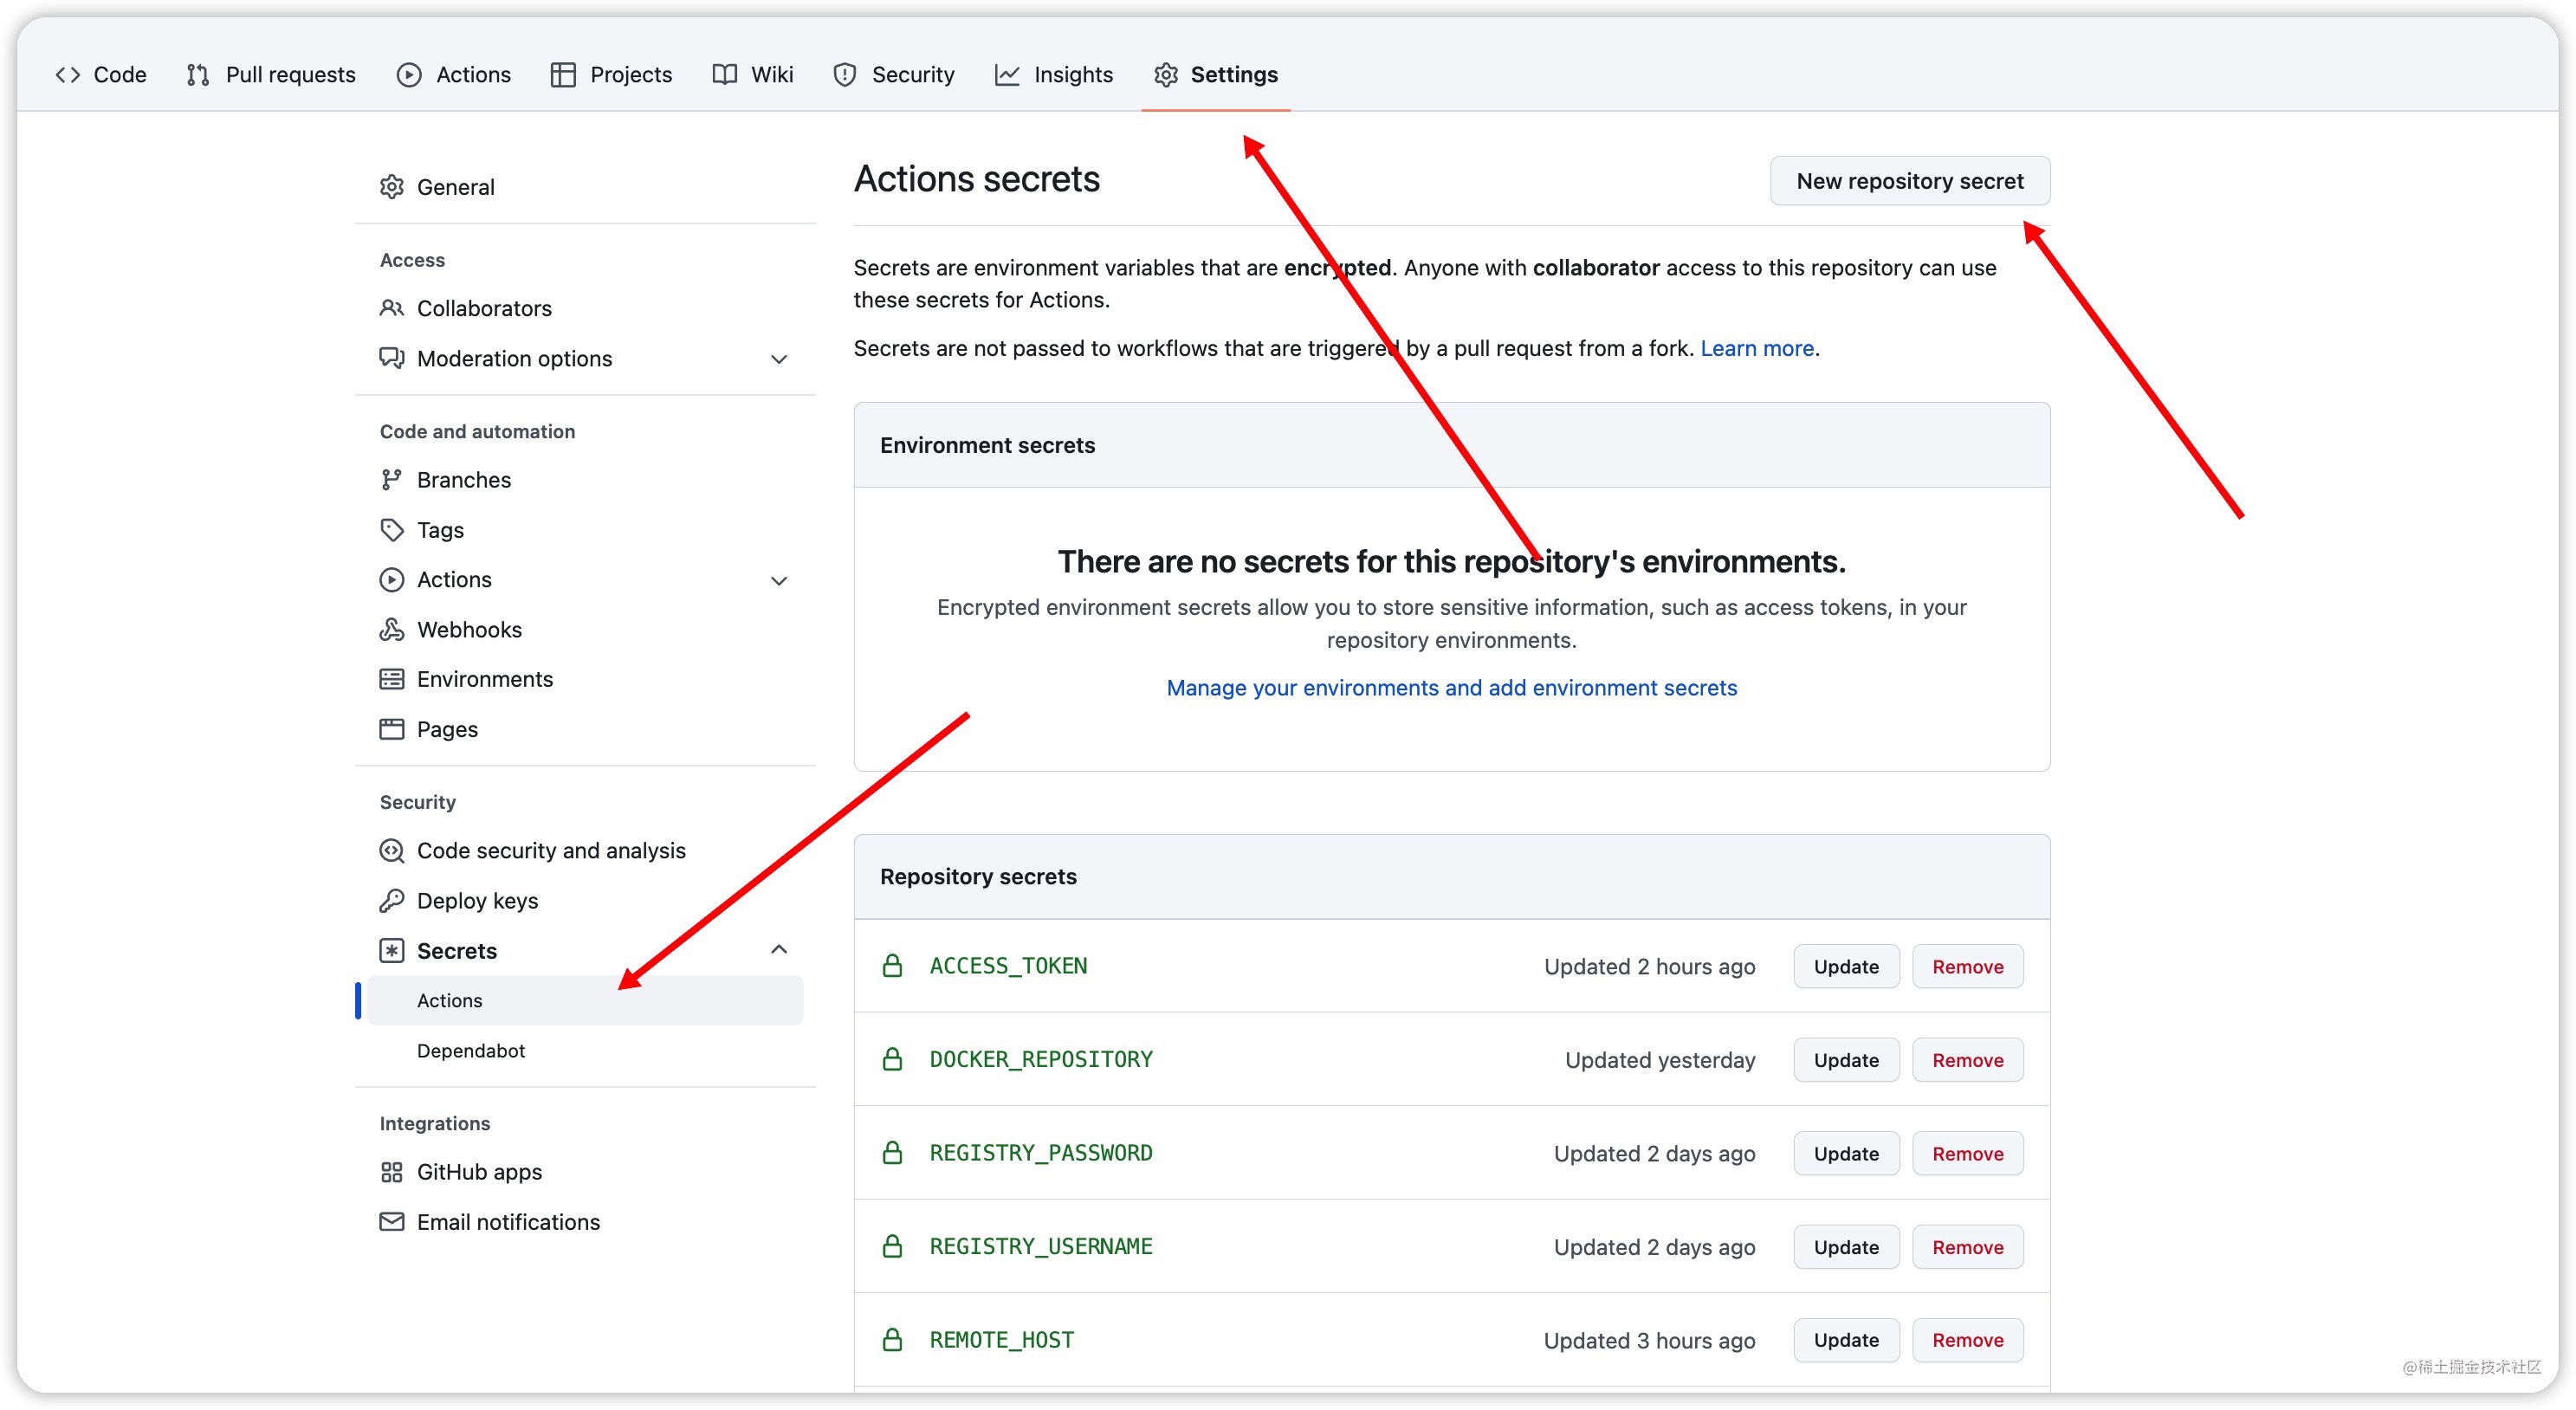 Code Pull requests Actions Projects Wiki Security Insights Settings
General
Access
Collaborators
Moderation options
Code and automation
Branches
Tags
Actions
Webhooks
Environments
Pages
Security
Code security and analysis
Deploy keys
Secrets
Actions
Dependabot
Integrations
GitHub apps
Email notifications
Actions secrets
New repository secret
Secrets are environment variables that are encrypted. Anyone with collaborator access to this repository can use
these secrets for Actions.
Secrets are not passed to workflows that are triggered by a pull request from a fork. Learn more.
Environment secrets
There are no secrets for this repository's environments.
Encrypted environment secrets allow you to store sensitive information, such as access tokens, in your
repository environments.
Manage your environments and add environment secrets
Repository secrets
ACCESS_TOKEN Updated 2 hours ago Update Remove
DOCKER_REPOSITORY Updated yesterday Update Remove
REGISTRY_PASSWORD Updated 2 days ago Update Remove
REGISTRY_USERNAME Updated 2 days ago Update Remove
REMOTE_HOST Updated 3 hours ago Update Remove
@稀土掘金技术社区